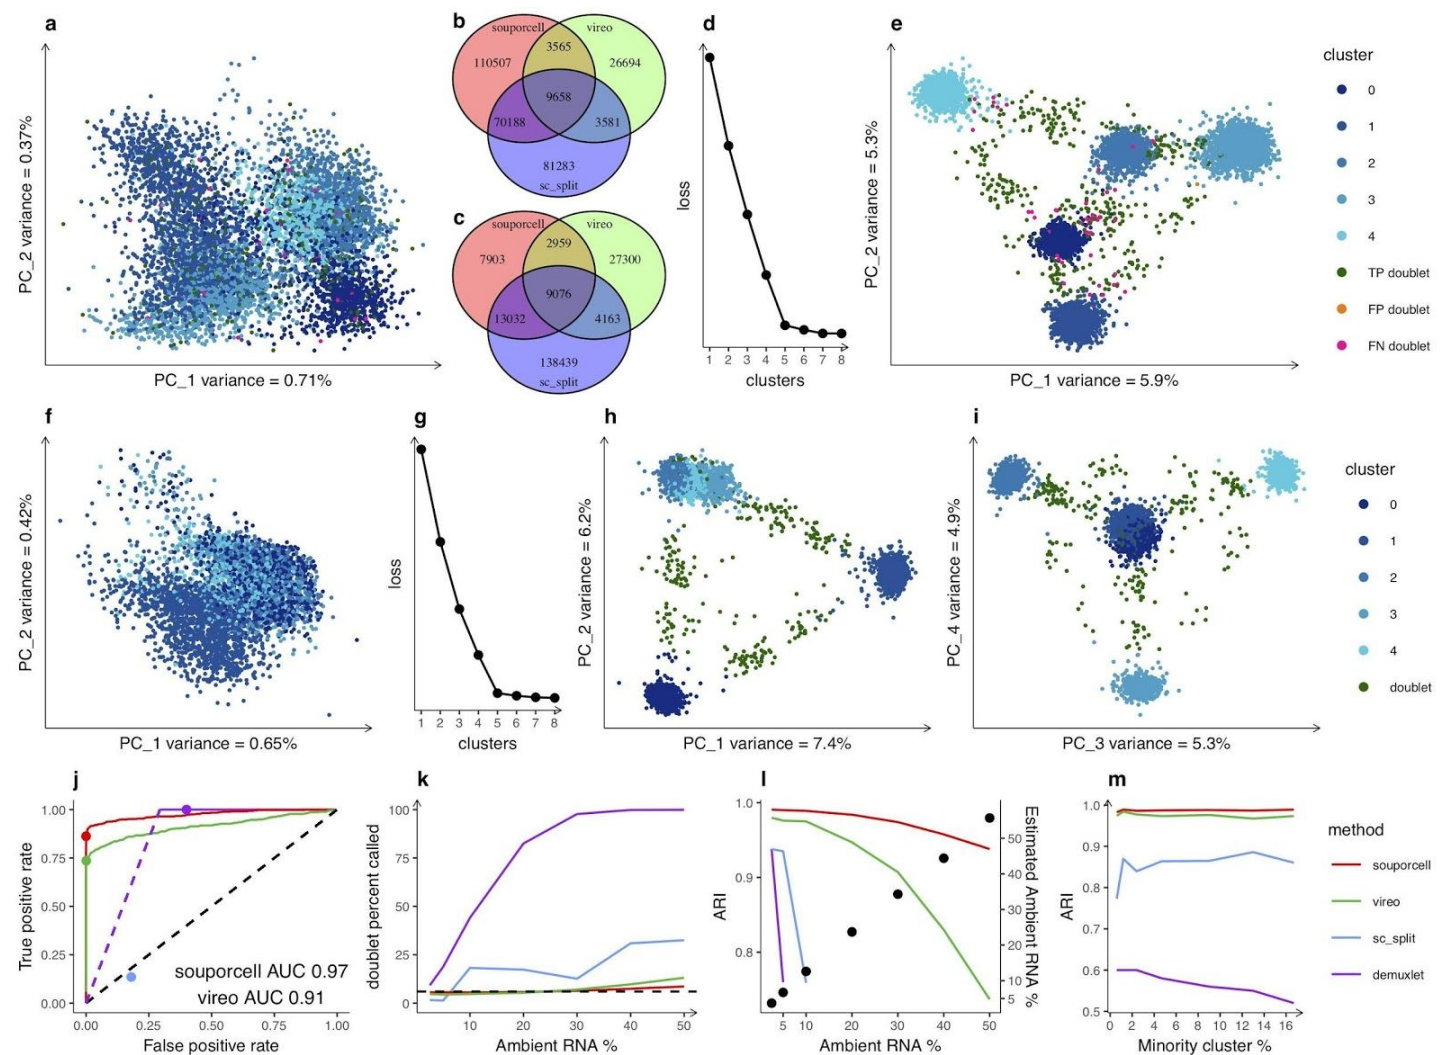 a
PC_2 variance = 0.37%
PC_1 variance = 0.71%
b
souporcell
vireo
3565
110507
26694
9658
70188
3581
81283
sc_split
c
souporcell
vireo
2959
7903
27300
9076
13032
4163
138439
sc_split
d
loss
1 2 3 4 5 6 7 8
clusters
e
PC_2 variance = 5.3%
PC_1 variance = 5.9%
cluster
0
1
2
3
4
TP doublet
FP doublet
FN doublet
f
PC_2 variance = 0.42%
PC_1 variance = 0.65%
g
loss
1 2 3 4 5 6 7 8
clusters
h
PC_2 variance = 6.2%
PC_1 variance = 7.4%
i
PC_4 variance = 4.9%
PC_3 variance = 5.3%
cluster
0
1
2
3
4
doublet
j
True positive rate
1.00
0.75
0.50
0.25
0.00
souporcell AUC 0.97
vireo AUC 0.91
0.00 0.25 0.50 0.75 1.00
False positive rate
k
doublet percent called
100
75
50
25
0
10 20 30 40 50
Ambient RNA %
l
ARI
1.0
0.9
0.8
Estimated Ambient RNA %
50
40
30
20
10
5
5 10 20 30 40 50
Ambient RNA %
m
ARI
1.0
0.9
0.8
0.7
0.6
0.5
0 2 4 6 8 10 12 14 16
Minority cluster %
method
souporcell
vireo
sc_split
demuxlet